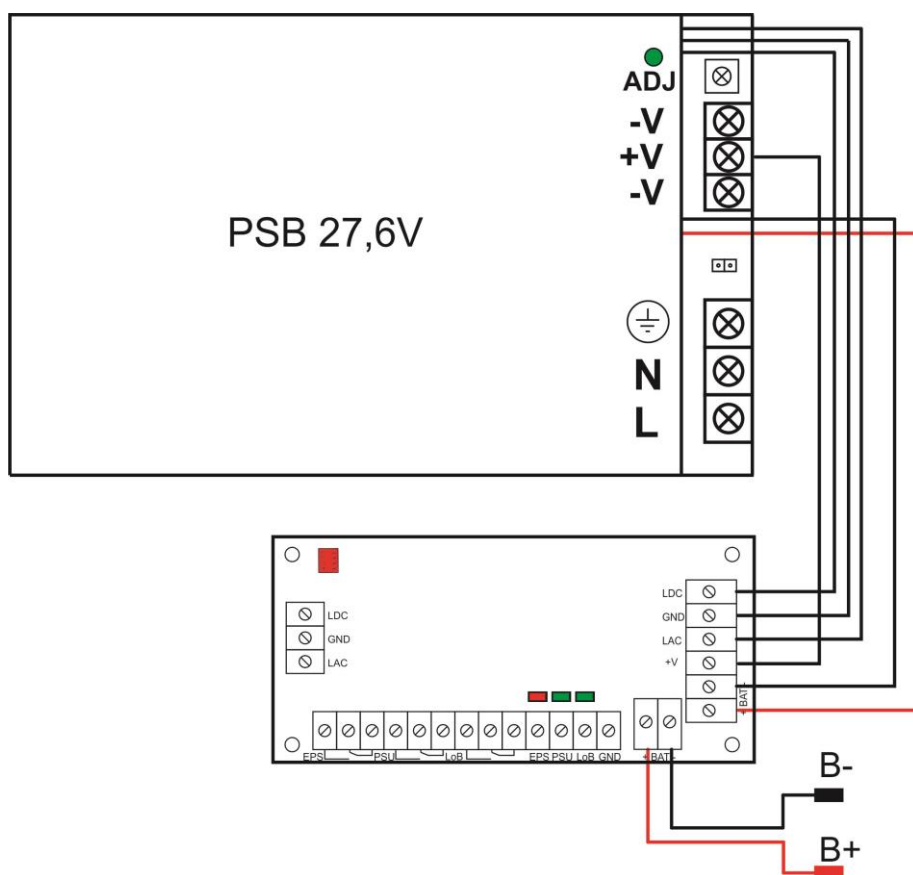 ADJ
-V
+V
-V
PSB 27,6V
N
L
LDC
GND
LAC
+V
+ BAT -
LDC
GND
LAC
EPS PSU LoB EPS PSU LoB GND + BAT -
B-
B+